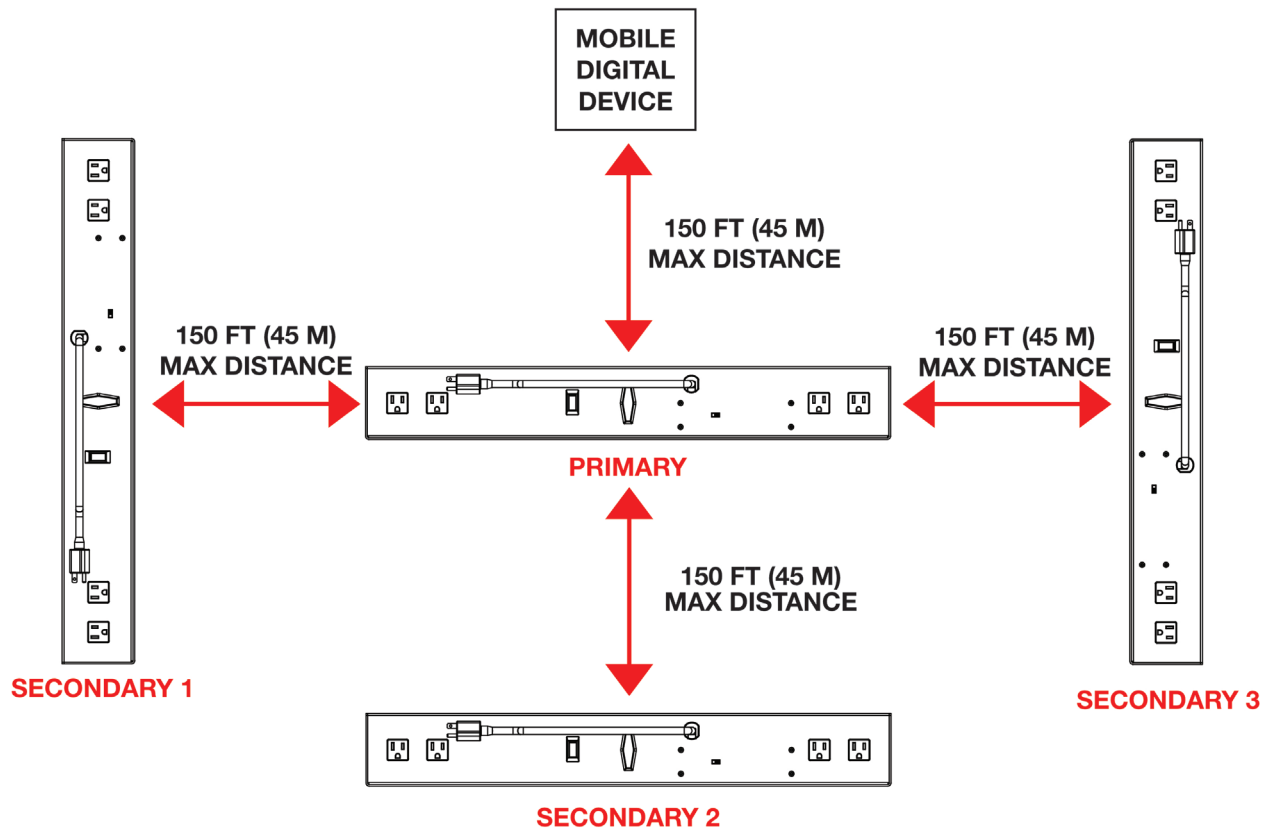 MOBILE
DIGITAL
DEVICE
150 FT (45 M)
MAX DISTANCE
150 FT (45 M)
MAX DISTANCE
150 FT (45 M)
MAX DISTANCE
PRIMARY
150 FT (45 M)
MAX DISTANCE
SECONDARY 1
SECONDARY 3
SECONDARY 2